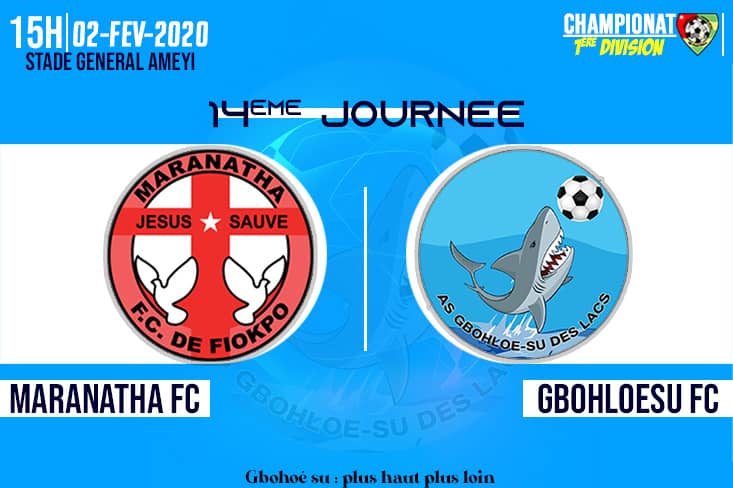 15H|02-FEV-2020
STADE GENERAL AMEYI
CHAMPIONAT
1ERE DIVISION
14EME JOURNEE
MARANATHA
JESUS SAUVE
F.C. DE FIOKPO
AS GBOHLOE-SU DES LACS
GBOHLOE-SU DES LACS
MARANATHA FC
GBOHLOESU FC
Gbohoé su : plus haut plus loin